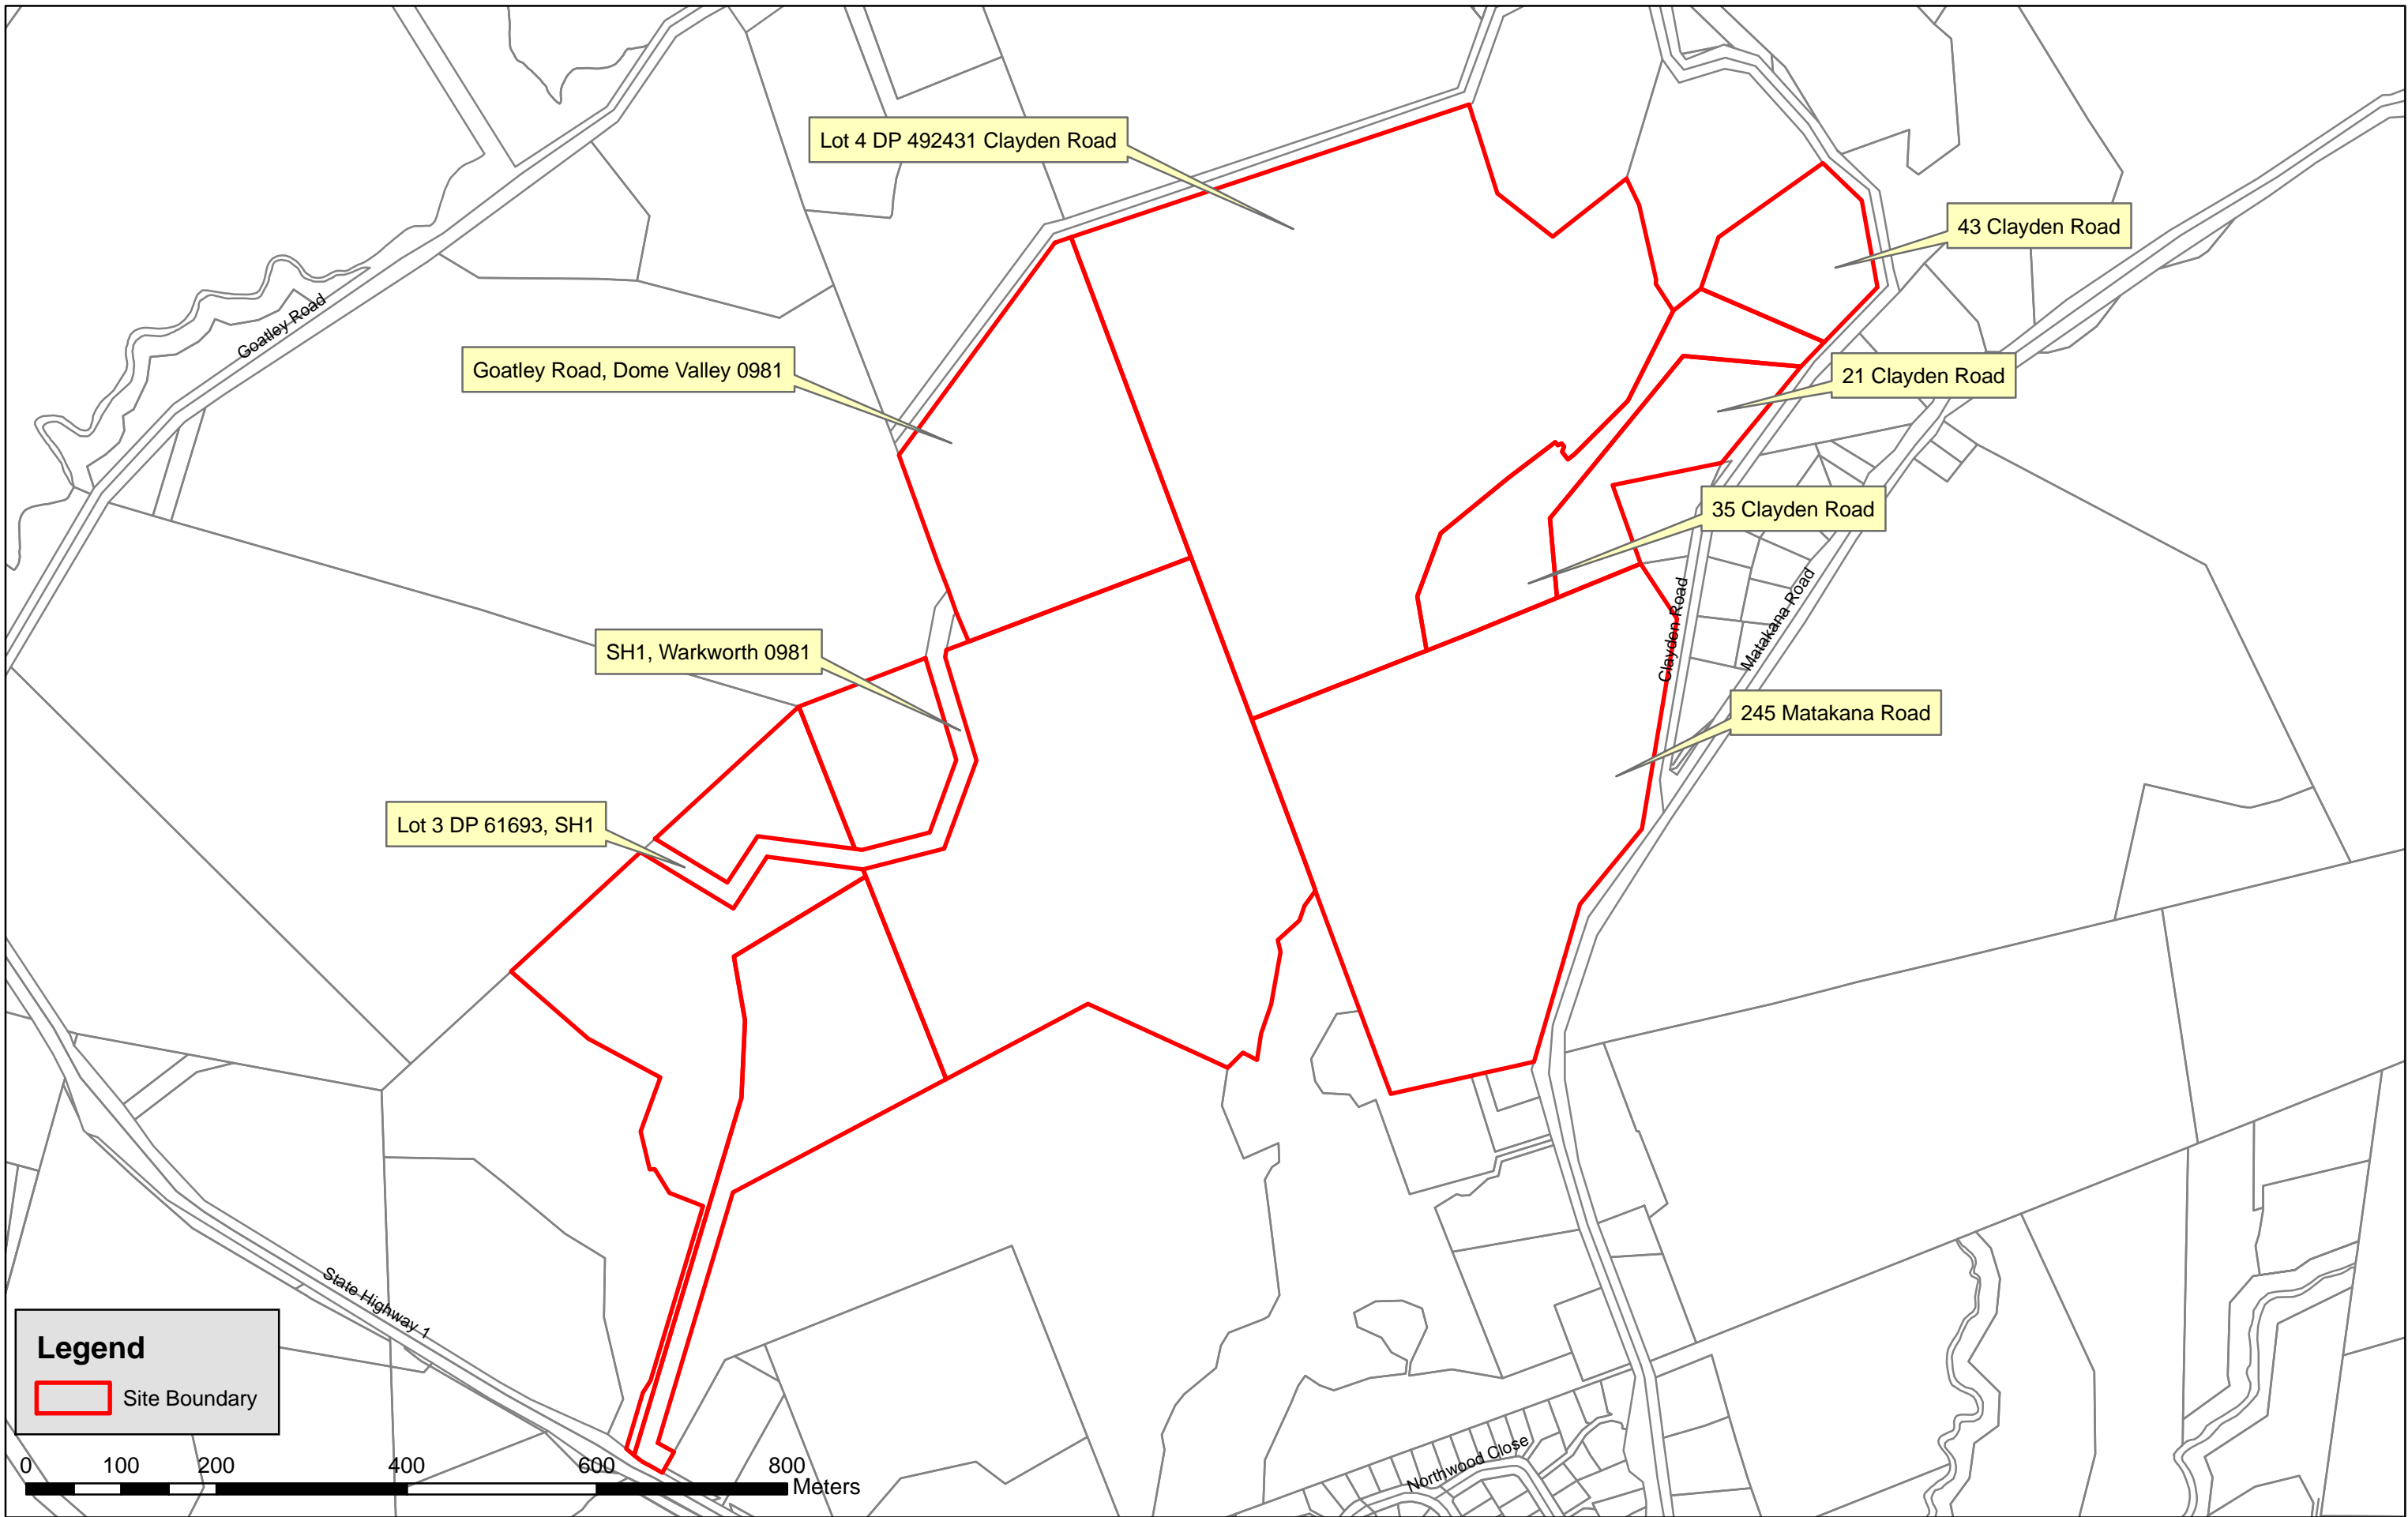 Lot 4 DP 492431 Clayden Road
43 Clayden Road
Goatley Road
Goatley Road, Dome Valley 0981
21 Clayden Road
35 Clayden Road
Clayden Road
Matakana Road
SH1, Warkworth 0981
245 Matakana Road
Lot 3 DP 61693, SH1
State Highway 1
Legend
Site Boundary
Northwood Close
0 100 200 400 600 800
Meters